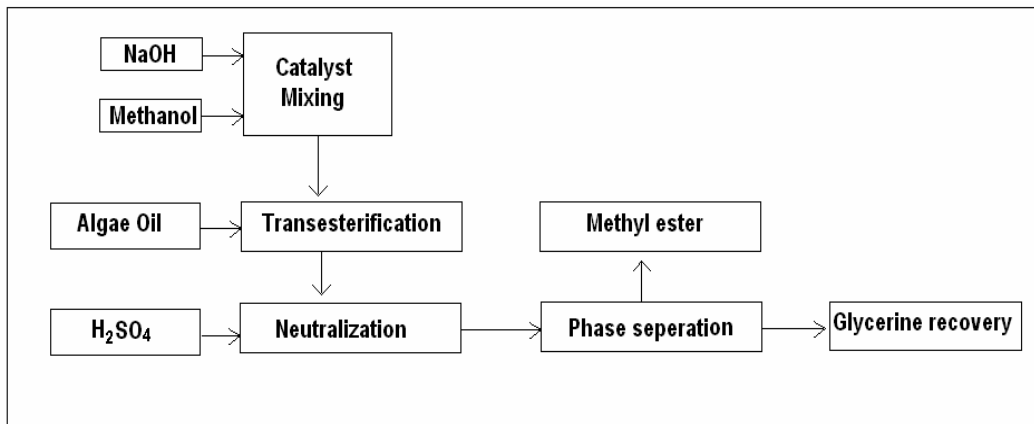 NaOH
Catalyst
Mixing
Methanol
Algae Oil
Transesterification
Methyl ester
H₂SO₄
Neutralization
Phase seperation
Glycerine recovery